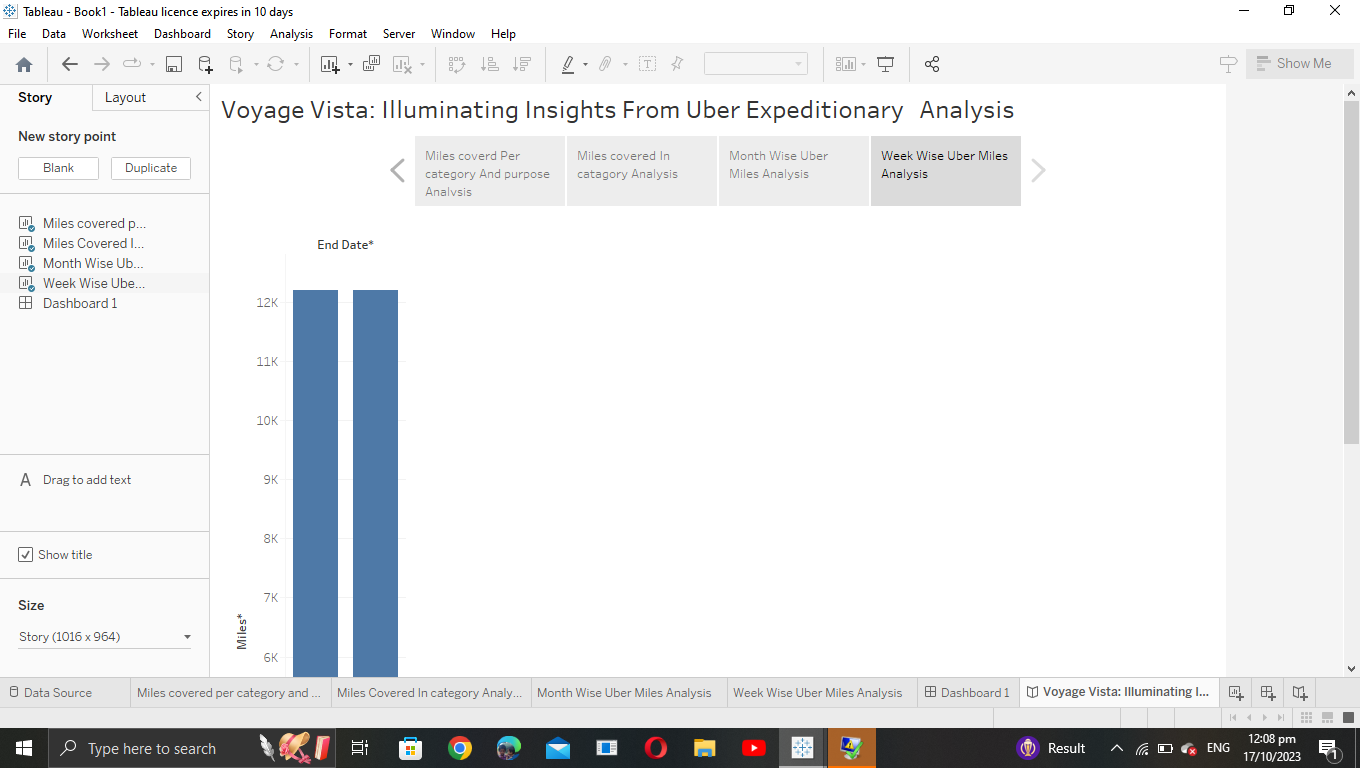 Tableau - Book1 - Tableau licence expires in 10 days
File Data Worksheet Dashboard Story Analysis Format Server Window Help
Show Me
Story Layout
New story point
Blank Duplicate
Miles covered p...
Miles Covered I...
Month Wise Ub...
Week Wise Ube...
Dashboard 1
A Drag to add text
Show title
Size
Story (1016 x 964)
Voyage Vista: Illuminating Insights From Uber Expeditionary Analysis
Miles coverd Per
category And purpose
Analysis
Miles covered In
catagory Analysis
Month Wise Uber
Miles Analysis
Week Wise Uber Miles
Analysis
End Date*
12K
11K
10K
9K
8K
7K
6K
Miles*
Data Source Miles covered per category and ... Miles Covered In category Analy... Month Wise Uber Miles Analysis Week Wise Uber Miles Analysis Dashboard 1 Voyage Vista: Illuminating I...
Type here to search Result ENG 12:08 pm
17/10/2023
1